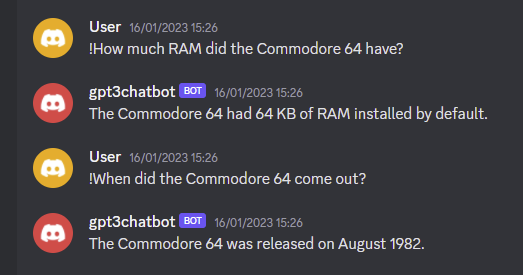 User 16/01/2023 15:26
!How much RAM did the Commodore 64 have?
gpt3chatbot BOT 16/01/2023 15:26
The Commodore 64 had 64 KB of RAM installed by default.
User 16/01/2023 15:26
!When did the Commodore 64 come out?
gpt3chatbot BOT 16/01/2023 15:26
The Commodore 64 was released on August 1982.